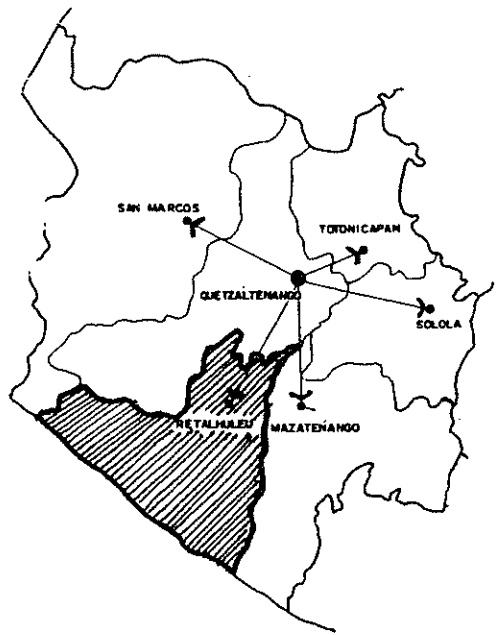 SAN MARCOS
TOTONICAPAN
QUETZALTENANGO
SOLOLA
RETALHULEU
MAZATENANGO